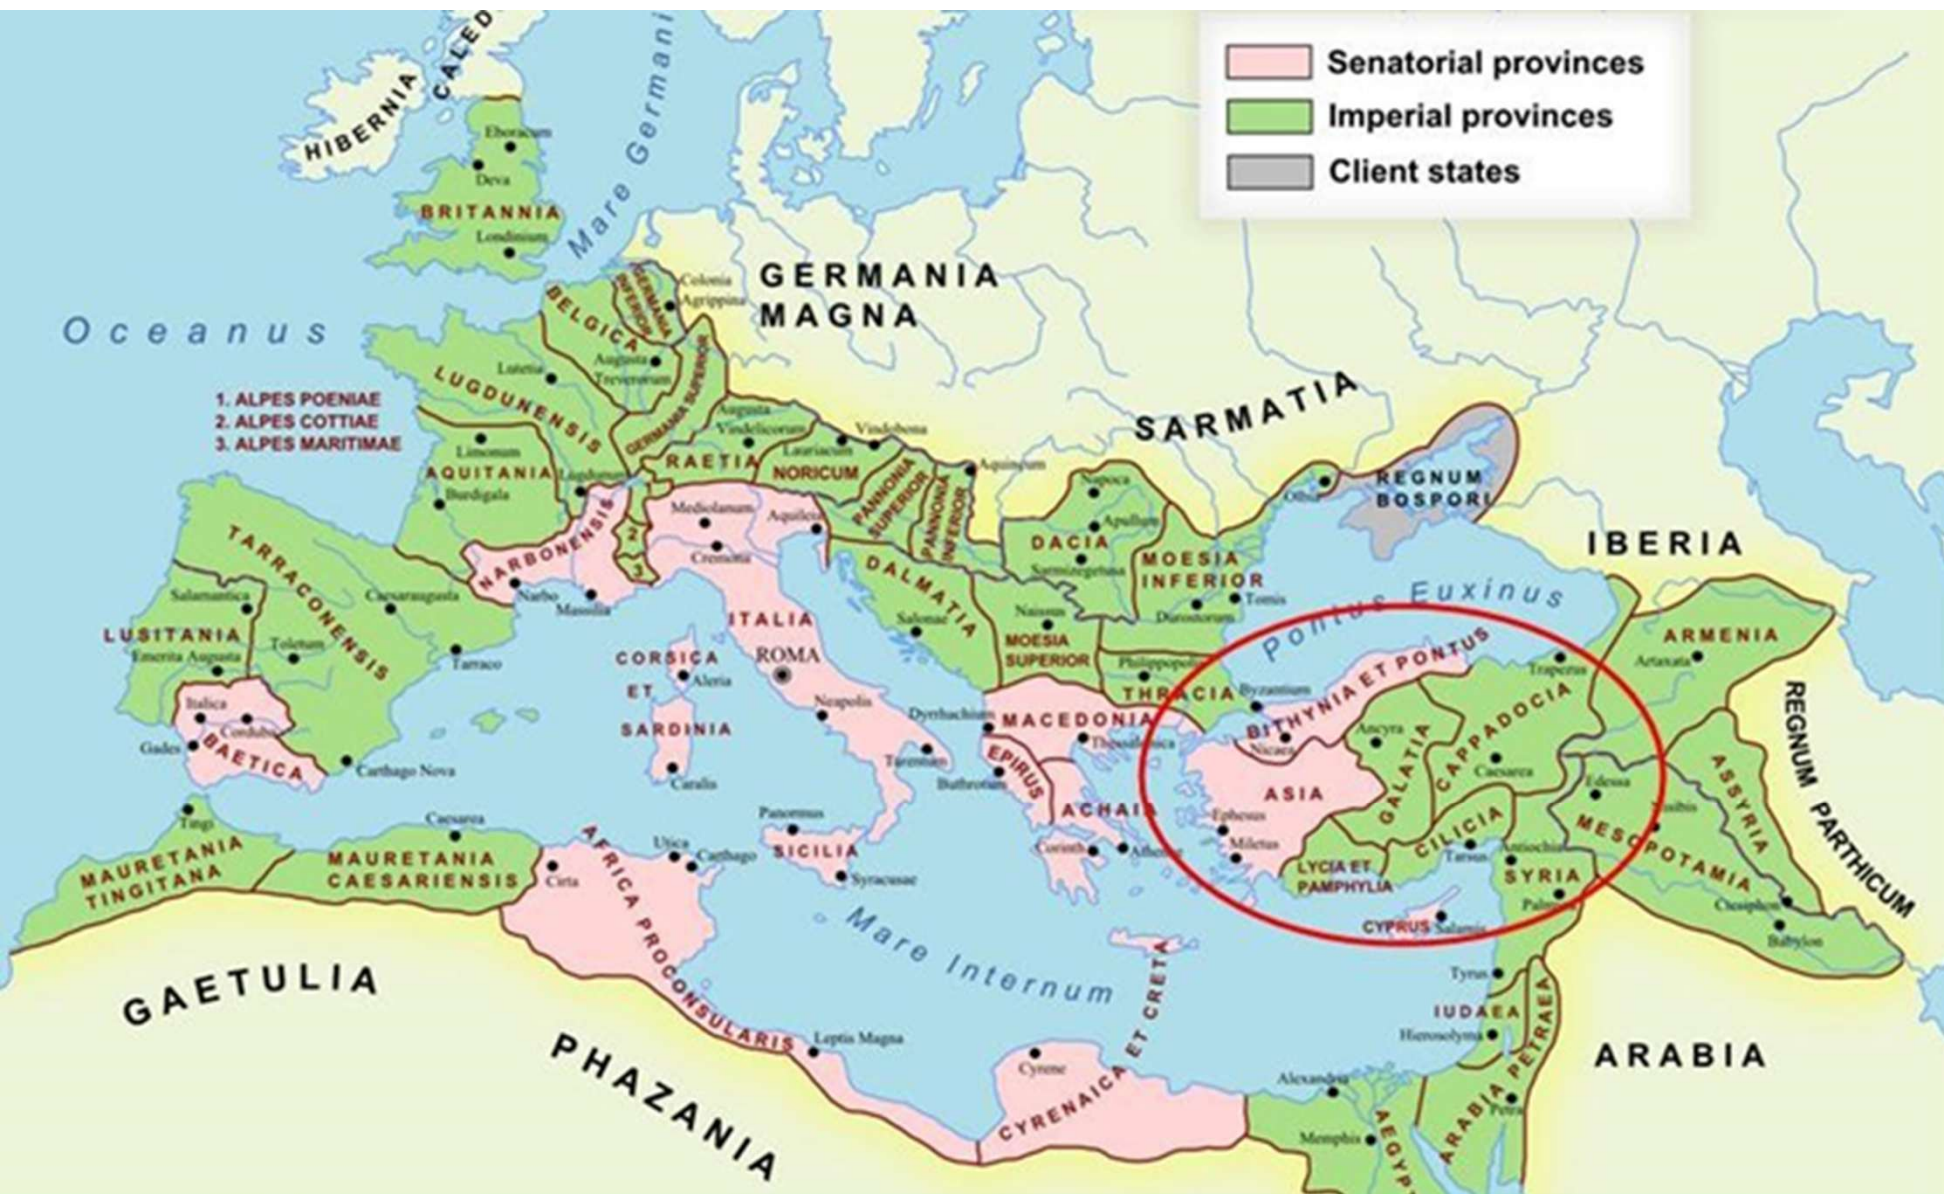 Senatorial provinces
Imperial provinces
Client states
HIBERNIA
CALED
Mare Germani
Eboracum
Deva
BRITANNIA
Londinium
Oceanus
GERMANIA
MAGNA
GERMANIA
INFERIOR
Colonia
Agrippina
BELGICA
Augusta
Treverorum
Lutetia
LUGDUNENSIS
GERMANIA SUPERIOR
1. ALPES POENIAE
2. ALPES COTTIAE
3. ALPES MARITIMAE
Limonum
AQUITANIA
Burdigala
Lugdunum
Augusta
Vindelicorum
RAETIA
Lauriacum
NORICUM
Vindobona
PANNONIA
SUPERIOR
PANNONIA
INFERIOR
Aquincum
SARMATIA
Olbia
REGNUM
BOSPORI
IBERIA
Napoca
Apullum
DACIA
Sarmizegetusa
MOESIA
INFERIOR
Tomis
Durostorum
Pontus Euxinus
TARRACONENSIS
Salamantica
Caesaraugusta
LUSITANIA
Emerita Augusta
Toletum
Tarraco
Italica
Corduba
Gades
BAETICA
Carthago Nova
NARBONENSIS
Narbo
Massilia
2
3
Mediolanum
Aquileia
Cremona
ITALIA
ROMA
CORSICA
ET
SARDINIA
Aleria
Caralis
Neapolis
Tarentum
DALMATIA
Salonae
Naissus
MOESIA
SUPERIOR
Philippopolis
THRACIA
Byzantium
Dyrrhachium
MACEDONIA
Thessalonica
EPIRUS
Buthrotum
ACHAIA
Corinth
Athenae
Panormus
SICILIA
Syracusae
BITHYNIA ET PONTUS
Nicaea
Ancyra
GALATIA
CAPPADOCIA
Caesarea
Trapezus
ASIA
Ephesus
Miletus
LYCIA ET
PAMPHYLIA
CILICIA
Tarsus
Antiochia
SYRIA
CYPRUS
Salamis
ARMENIA
Artaxata
Edessa
MESOPOTAMIA
ASSYRIA
Ctesiphon
Babylon
REGNUM PARTHICUM
Tingi
MAURETANIA
TINGITANA
Caesarea
MAURETANIA
CAESARIENSIS
Cirta
Utica
Carthago
AFRICA PROCONSULARIS
Leptis Magna
GAETULIA
PHAZANIA
Mare Internum
Cyrene
CYRENAICA ET CRETA
Tyrus
IUDAEA
Hierosolyma
ARABIA PETRAEA
Petra
ARABIA
Alexandria
Memphis
AEGYP